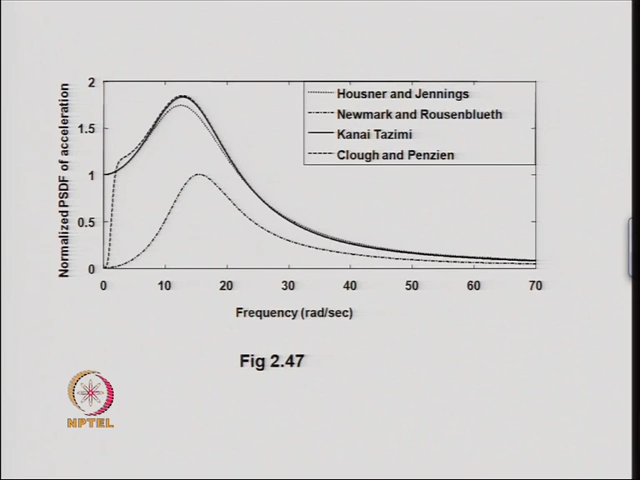 Normalized PSDF of acceleration
2
1.5
1
0.5
0
Housner and Jennings
Newmark and Rousenblueth
Kanai Tazimi
Clough and Penzien
0 10 20 30 40 50 60 70
Frequency (rad/sec)
Fig 2.47
NPTEL